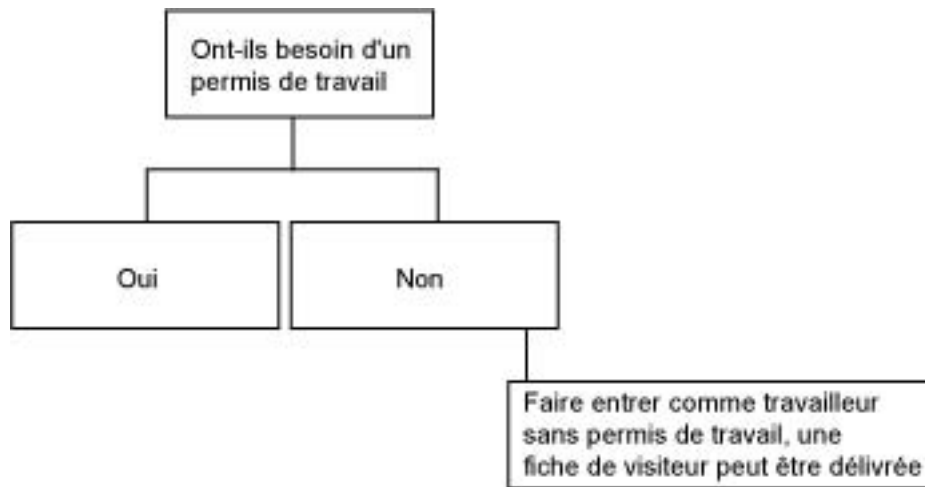 Ont-ils besoin d'un
permis de travail
Oui
Non
Faire entrer comme travailleur
sans permis de travail, une
fiche de visiteur peut être délivrée